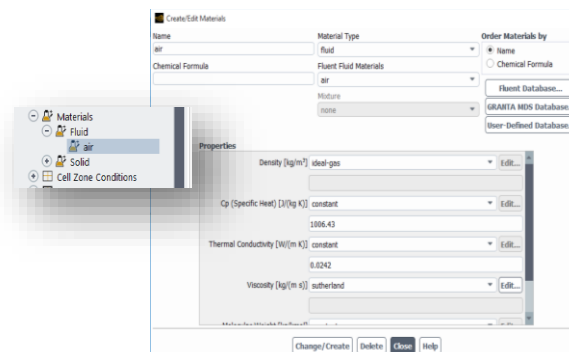 Create/Edit Materials
Name
Material Type
Order Materials by
air
fluid
Name
Chemical Formula
Fluent Fluid Materials
Chemical Formula
air
Mixture
Fluent Database...
none
GRANTA MDS Database
User-Defined Database
Materials
Fluid
air
Solid
Cell Zone Conditions
Properties
Density [kg/m³] ideal-gas Edit...
Cp (Specific Heat) [J/(kg K)] constant Edit...
1006.43
Thermal Conductivity [W/(m K)] constant Edit...
0.0242
Viscosity [kg/(m s)] sutherland Edit...
Change/Create Delete Close Help